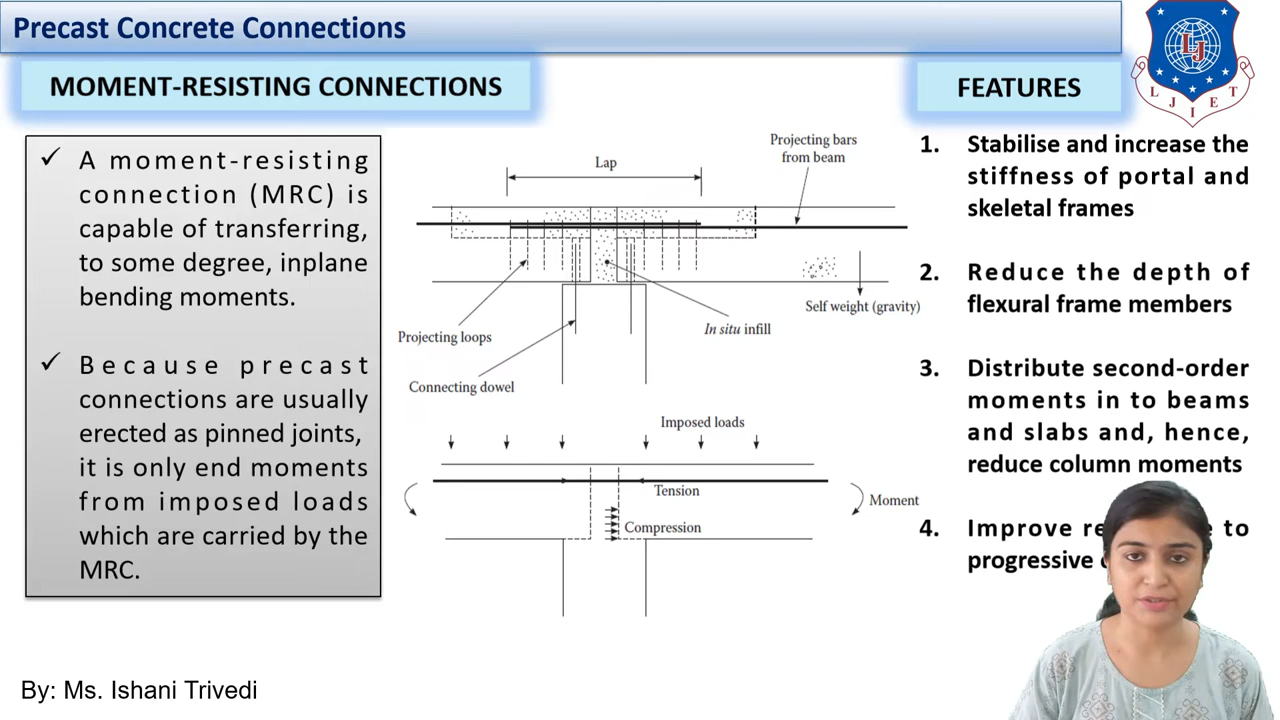 Precast Concrete Connections
MOMENT-RESISTING CONNECTIONS
FEATURES
L J I E T
LJ
✓ A moment-resisting
connection (MRC) is
capable of transferring,
to some degree, inplane
bending moments.
✓ Because precast
connections are usually
erected as pinned joints,
it is only end moments
from imposed loads
which are carried by the
MRC.
Projecting bars
from beam
Lap
Self weight (gravity)
In situ infill
Projecting loops
Connecting dowel
Imposed loads
Tension
Moment
Compression
1. Stabilise and increase the
stiffness of portal and
skeletal frames
2. Reduce the depth of
flexural frame members
3. Distribute second-order
moments in to beams
and slabs and, hence,
reduce column moments
4. Improve to
progressive
By: Ms. Ishani Trivedi